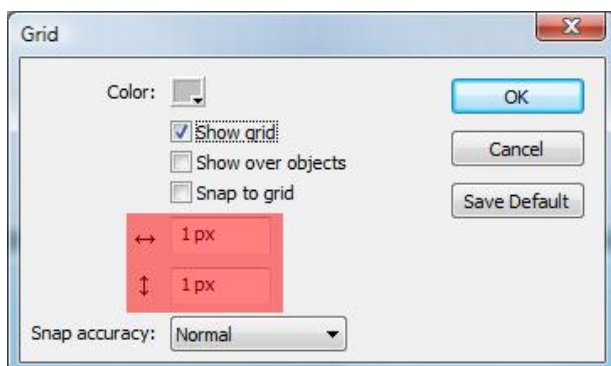 Grid
Color:
OK
Show grid
Cancel
Show over objects
Snap to grid
Save Default
↔ 1 px
↕ 1 px
Snap accuracy: Normal